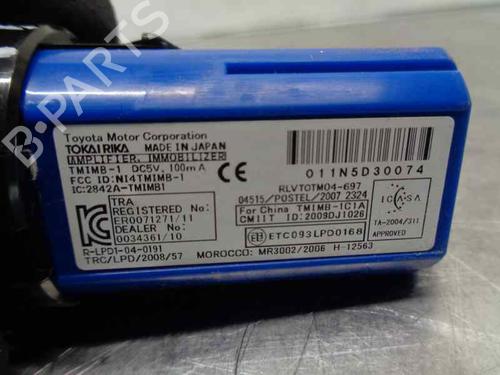 Toyota Motor Corporation
TOKAI RIKA MADE IN JAPAN
AMPLIFIER, IMMOBILIZER
TMIMB-1 DC5V, 100mA
FCC ID:NI4TMIMB-1
IC:2842A-TMIMB1
TRA
REGISTERED No:
ER0071271/11
DEALER No:
0034361/10
R-LPD1-04-0191
TRC/LPD/2008/57
011N5D30074
RLVTOTM04-697
04515/POSTEL/2007 2324
For China TMIMB-1C1A
CMIIT ID:2009DJ1026
ETC093LPD0168
MOROCCO: MR3002/2006 H-12563
ICASA
TA-2004/311
APPROVED
B-PARTS